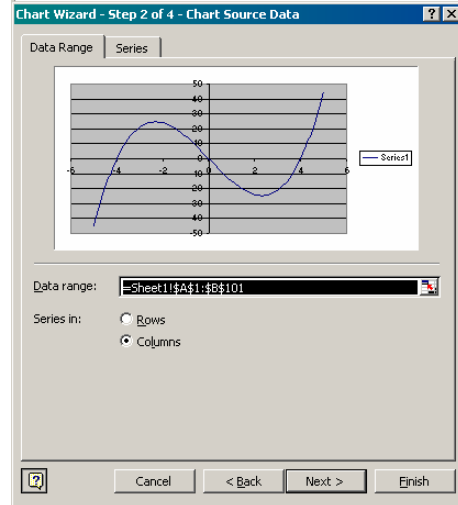 Chart Wizard - Step 2 of 4 - Chart Source Data
Data Range Series
50
40
30
20
10
-6 -4 -2 0 2 4 6
-10
-20
-30
-40
-50
Series1
Data range: =Sheet1!$A$1:$B$101
Series in: Rows
Columns
Cancel < Back Next > Finish